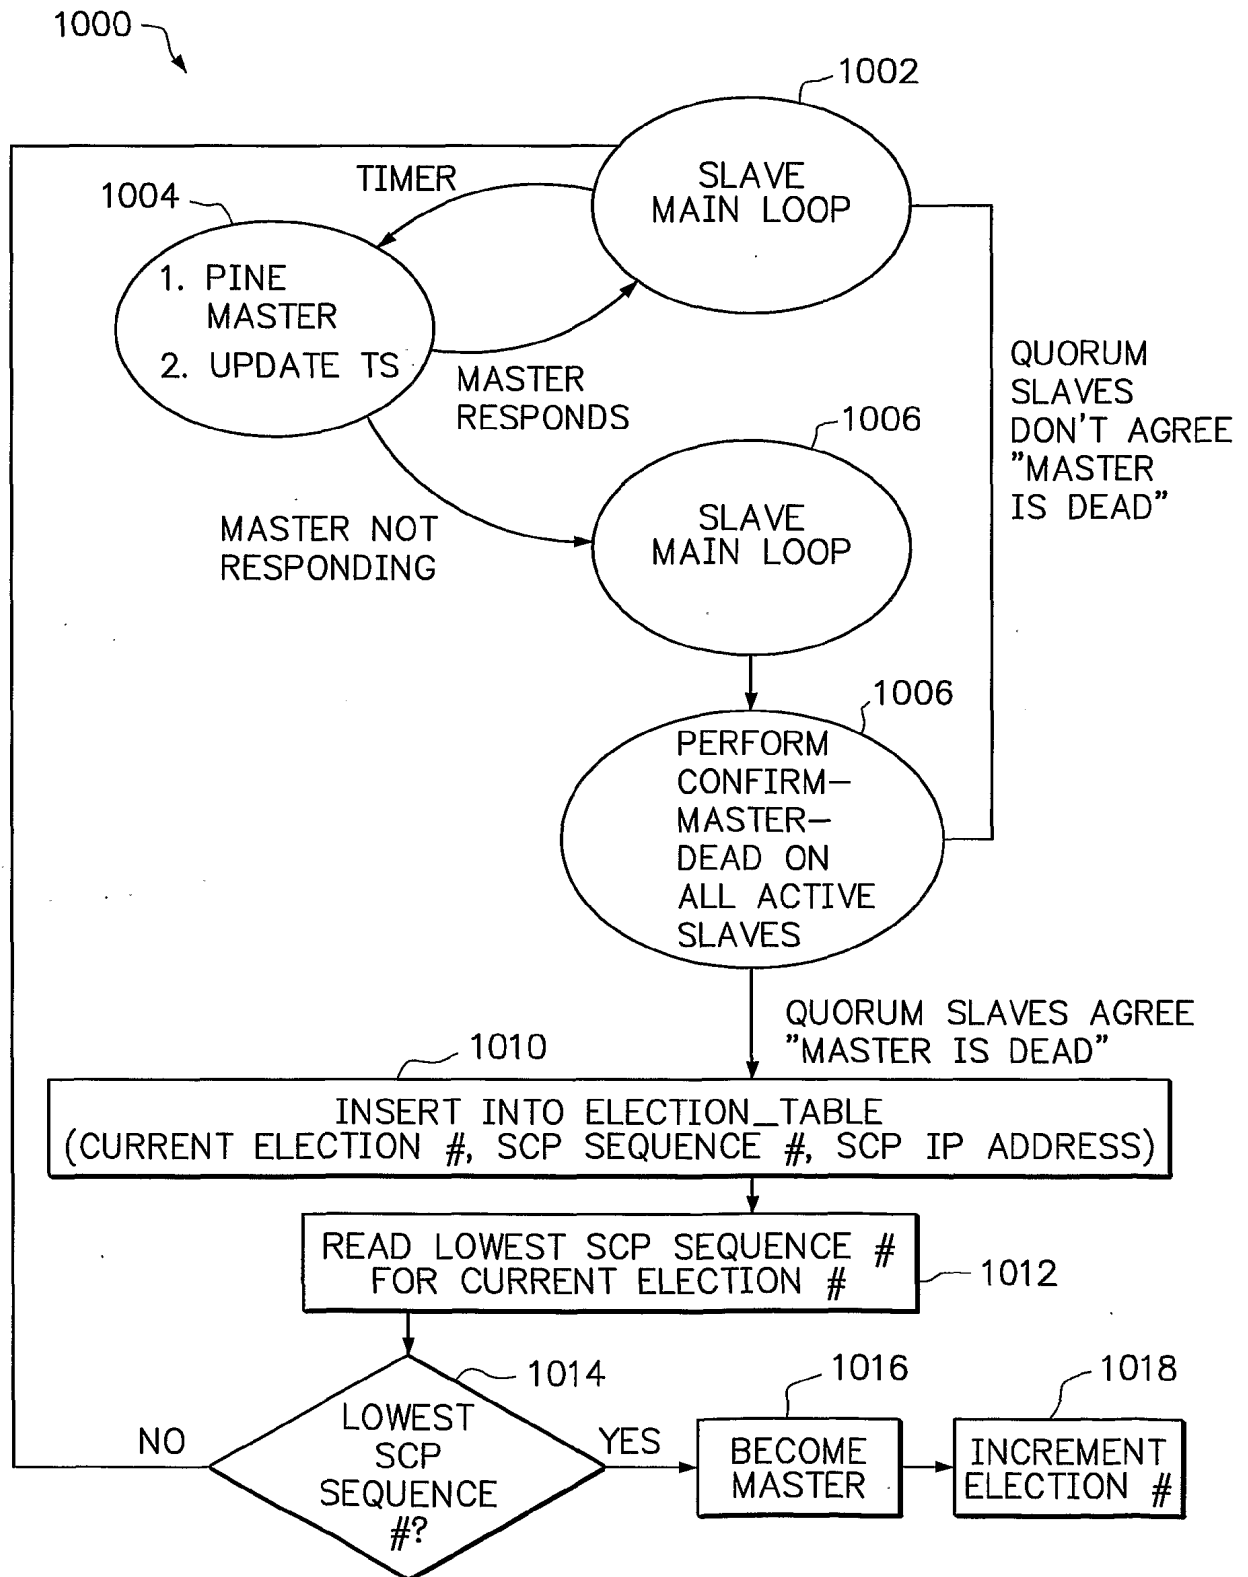 1000
1002
SLAVE
MAIN LOOP
TIMER
1004
1. PINE
MASTER
2. UPDATE TS
MASTER
RESPONDS
QUORUM
SLAVES
DON'T AGREE
"MASTER
IS DEAD"
1006
SLAVE
MAIN LOOP
MASTER NOT
RESPONDING
1006
PERFORM
CONFIRM-
MASTER-
DEAD ON
ALL ACTIVE
SLAVES
QUORUM SLAVES AGREE
"MASTER IS DEAD"
1010
INSERT INTO ELECTION_TABLE
(CURRENT ELECTION #, SCP SEQUENCE #, SCP IP ADDRESS)
READ LOWEST SCP SEQUENCE #
FOR CURRENT ELECTION #
1012
1014
LOWEST
SCP
SEQUENCE
#?
NO
YES
1016
BECOME
MASTER
1018
INCREMENT
ELECTION #